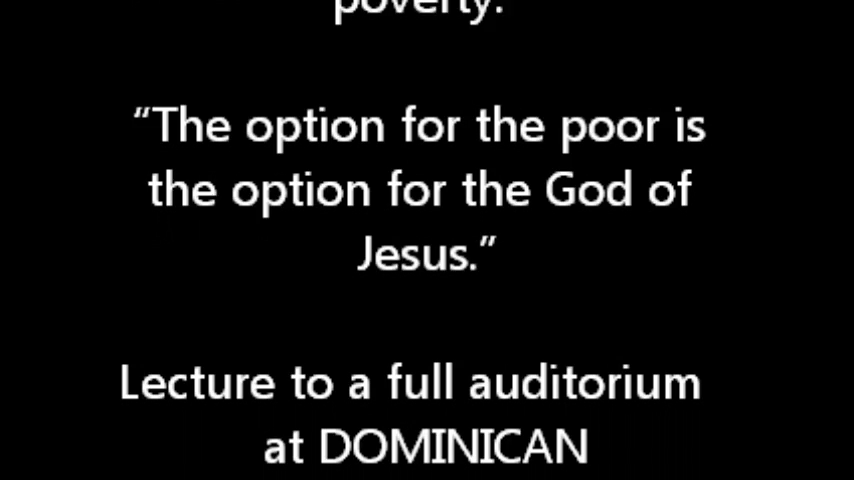 poverty.
“The option for the poor is
the option for the God of
Jesus.”
Lecture to a full auditorium
at DOMINICAN